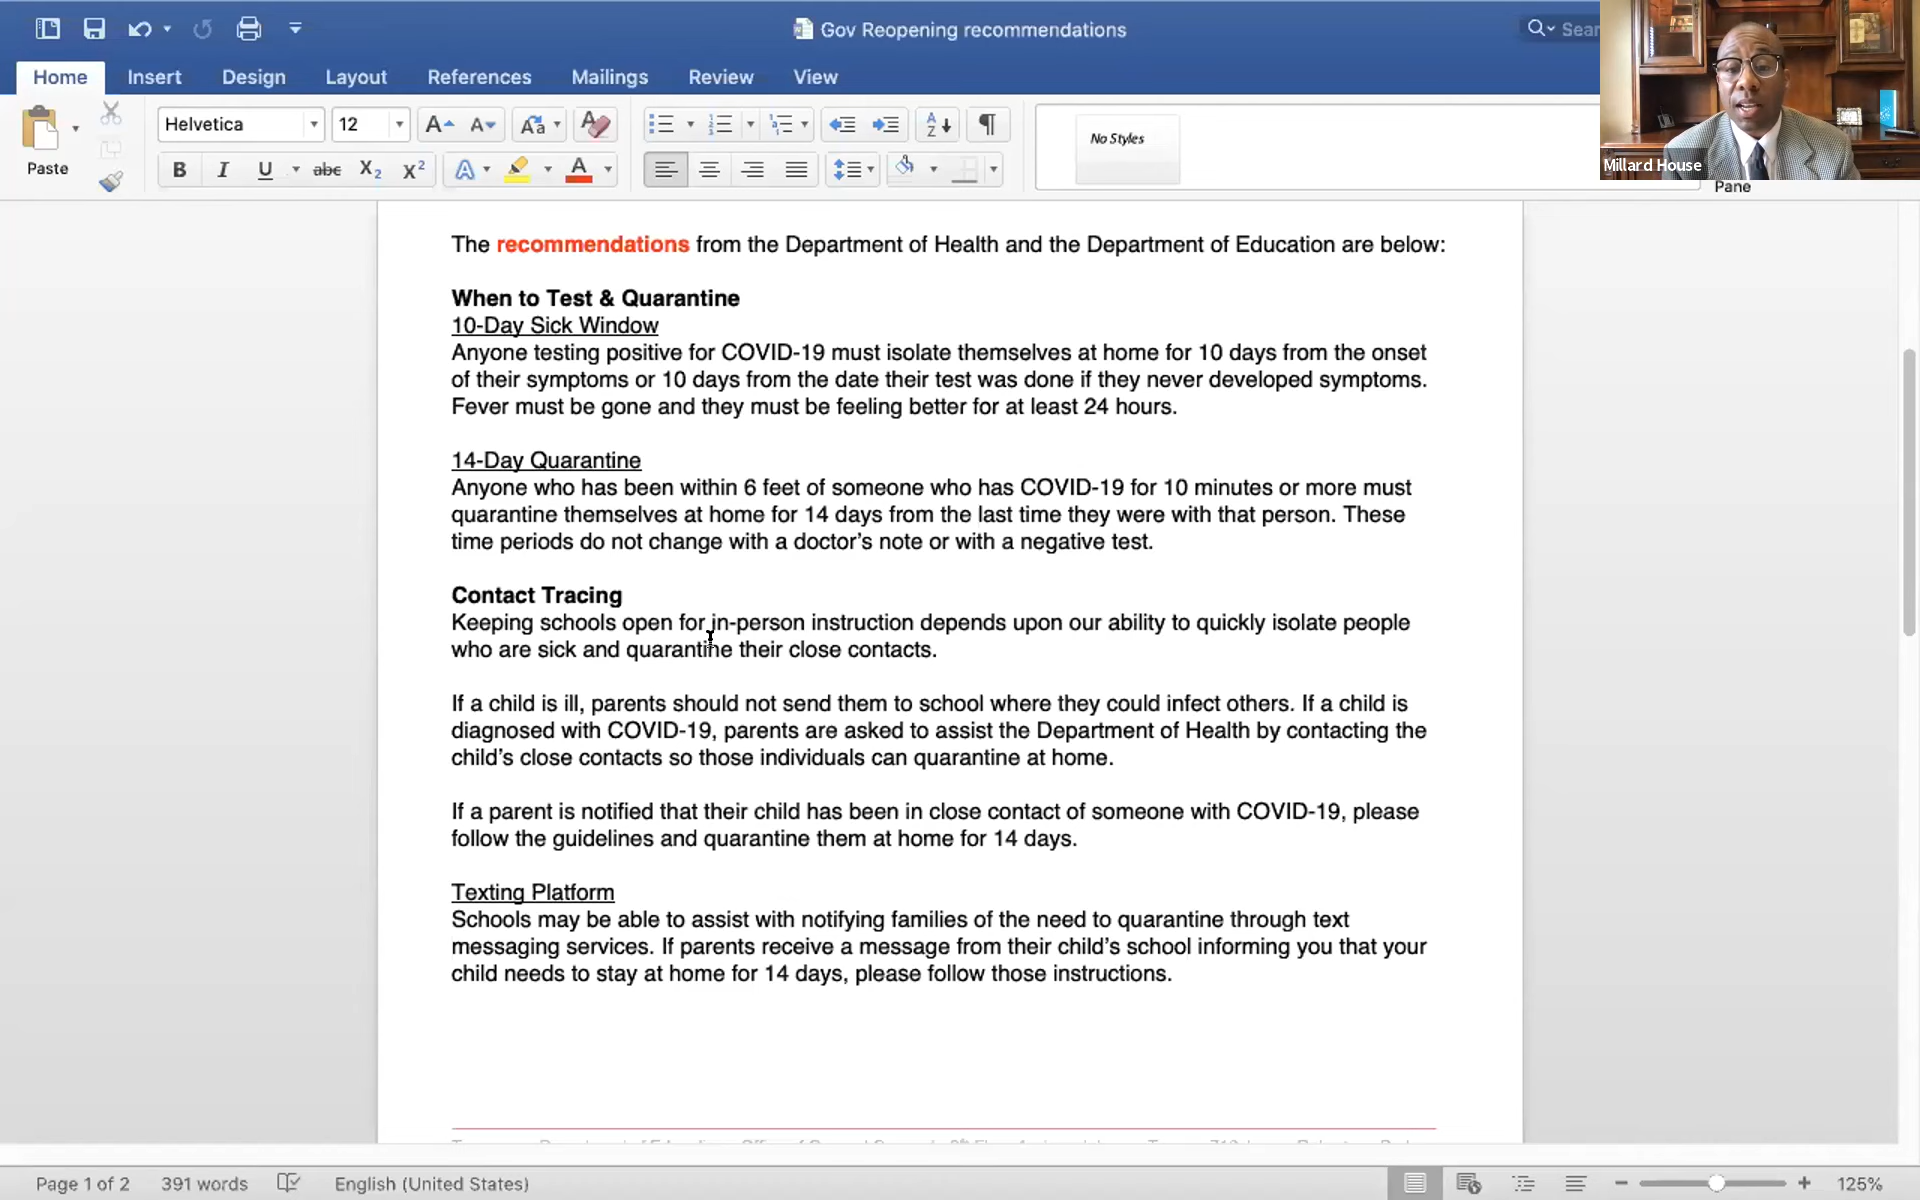 Gov Reopening recommendations
Home Insert Design Layout References Mailings Review View
Helvetica 12
Paste
No Styles
Millard House
Pane
The recommendations from the Department of Health and the Department of Education are below:
When to Test & Quarantine
10-Day Sick Window
Anyone testing positive for COVID-19 must isolate themselves at home for 10 days from the onset
of their symptoms or 10 days from the date their test was done if they never developed symptoms.
Fever must be gone and they must be feeling better for at least 24 hours.
14-Day Quarantine
Anyone who has been within 6 feet of someone who has COVID-19 for 10 minutes or more must
quarantine themselves at home for 14 days from the last time they were with that person. These
time periods do not change with a doctor's note or with a negative test.
Contact Tracing
Keeping schools open for in-person instruction depends upon our ability to quickly isolate people
who are sick and quarantine their close contacts.
If a child is ill, parents should not send them to school where they could infect others. If a child is
diagnosed with COVID-19, parents are asked to assist the Department of Health by contacting the
child's close contacts so those individuals can quarantine at home.
If a parent is notified that their child has been in close contact of someone with COVID-19, please
follow the guidelines and quarantine them at home for 14 days.
Texting Platform
Schools may be able to assist with notifying families of the need to quarantine through text
messaging services. If parents receive a message from their child's school informing you that your
child needs to stay at home for 14 days, please follow those instructions.
Page 1 of 2 391 words English (United States) 125%